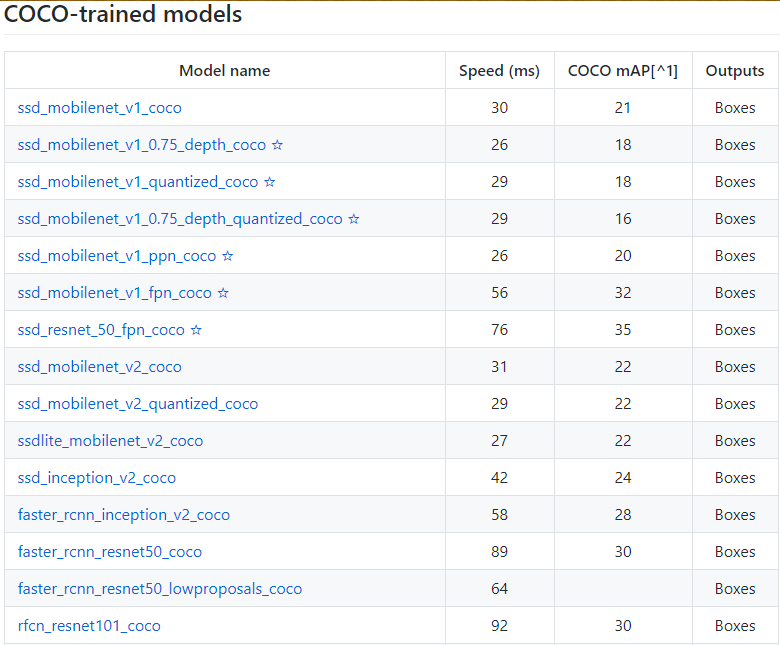 COCO-trained models
Model name Speed (ms) COCO mAP[^1] Outputs
ssd_mobilenet_v1_coco 30 21 Boxes
ssd_mobilenet_v1_0.75_depth_coco ☆ 26 18 Boxes
ssd_mobilenet_v1_quantized_coco ☆ 29 18 Boxes
ssd_mobilenet_v1_0.75_depth_quantized_coco ☆ 29 16 Boxes
ssd_mobilenet_v1_ppn_coco ☆ 26 20 Boxes
ssd_mobilenet_v1_fpn_coco ☆ 56 32 Boxes
ssd_resnet_50_fpn_coco ☆ 76 35 Boxes
ssd_mobilenet_v2_coco 31 22 Boxes
ssd_mobilenet_v2_quantized_coco 29 22 Boxes
ssdlite_mobilenet_v2_coco 27 22 Boxes
ssd_inception_v2_coco 42 24 Boxes
faster_rcnn_inception_v2_coco 58 28 Boxes
faster_rcnn_resnet50_coco 89 30 Boxes
faster_rcnn_resnet50_lowproposals_coco 64 Boxes
rfcn_resnet101_coco 92 30 Boxes